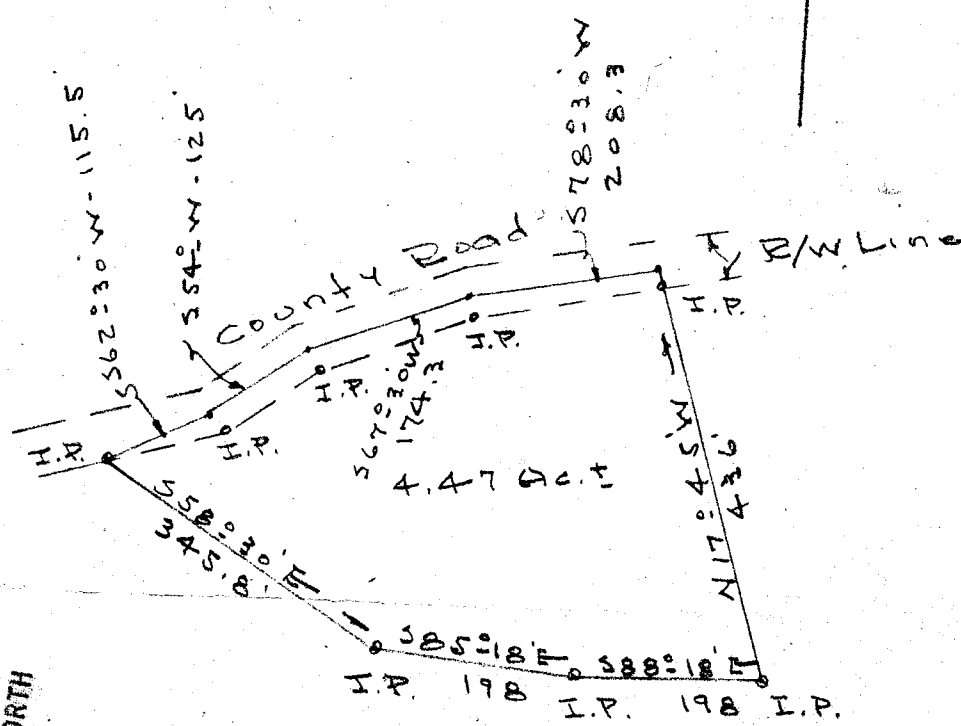 S62°30'W-115.5
S54°W-125'
S78°30'W
208.3
County Road
R/W Line
I.P.
I.P.
I.P.
S67°30'W
174.3
I.P.
I.P.
4.47 Ac.±
N17°45'W
436'
S58°30'E
345.8'
S85°18'E
198
S88°18'E
198
I.P.
I.P.
I.P.
NORTH